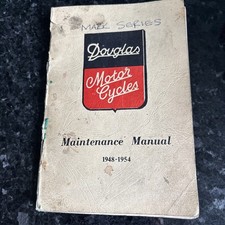 MARK SERIES
Douglas
Motor
Cycles
Maintenance Manual
1948-1954